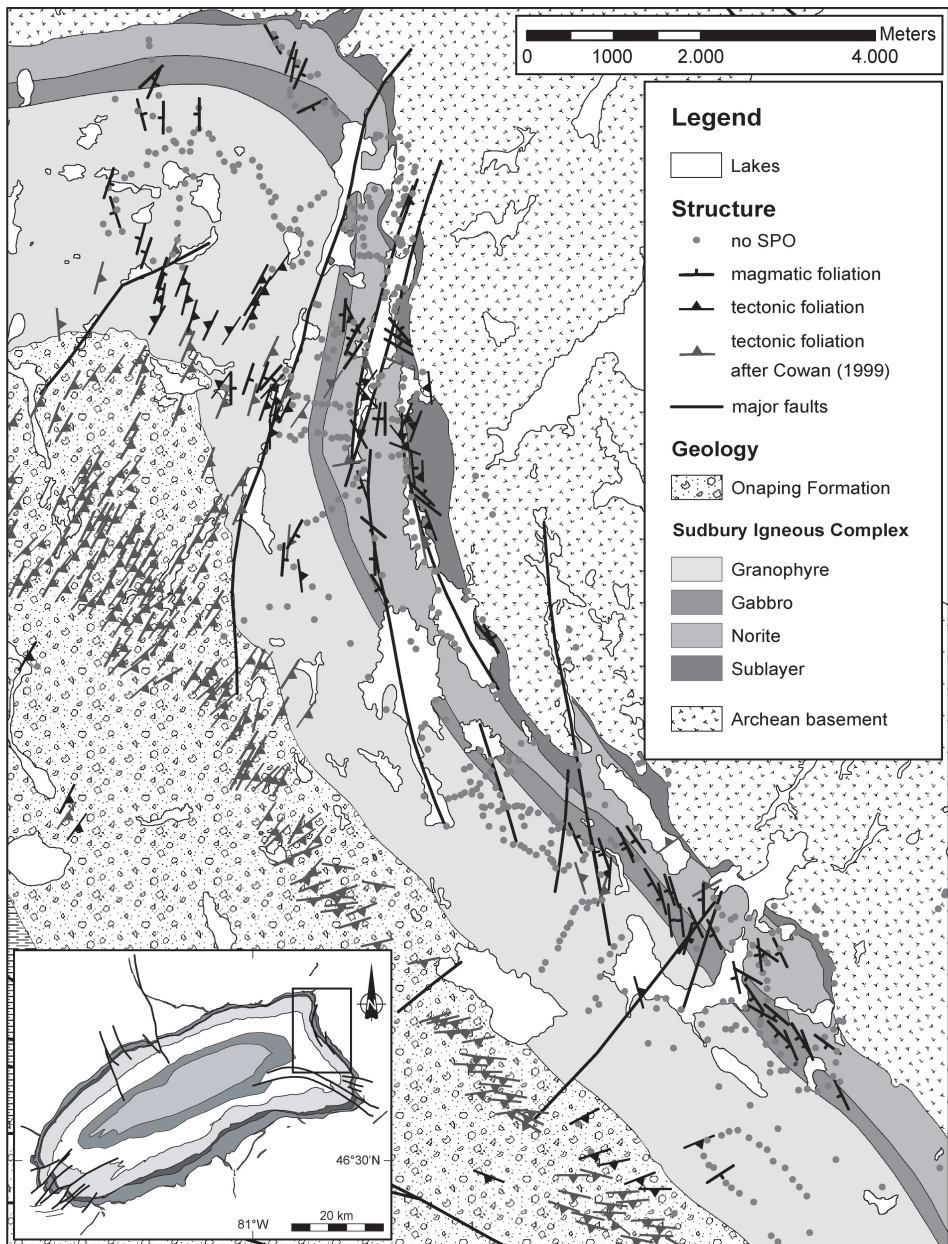 Meters
0 1000 2.000 4.000
Legend
Lakes
Structure
no SPO
magmatic foliation
tectonic foliation
tectonic foliation
after Cowan (1999)
major faults
Geology
Onaping Formation
Sudbury Igneous Complex
Granophyre
Gabbro
Norite
Sublayer
Archean basement
N
46°30'N
81°W
20 km